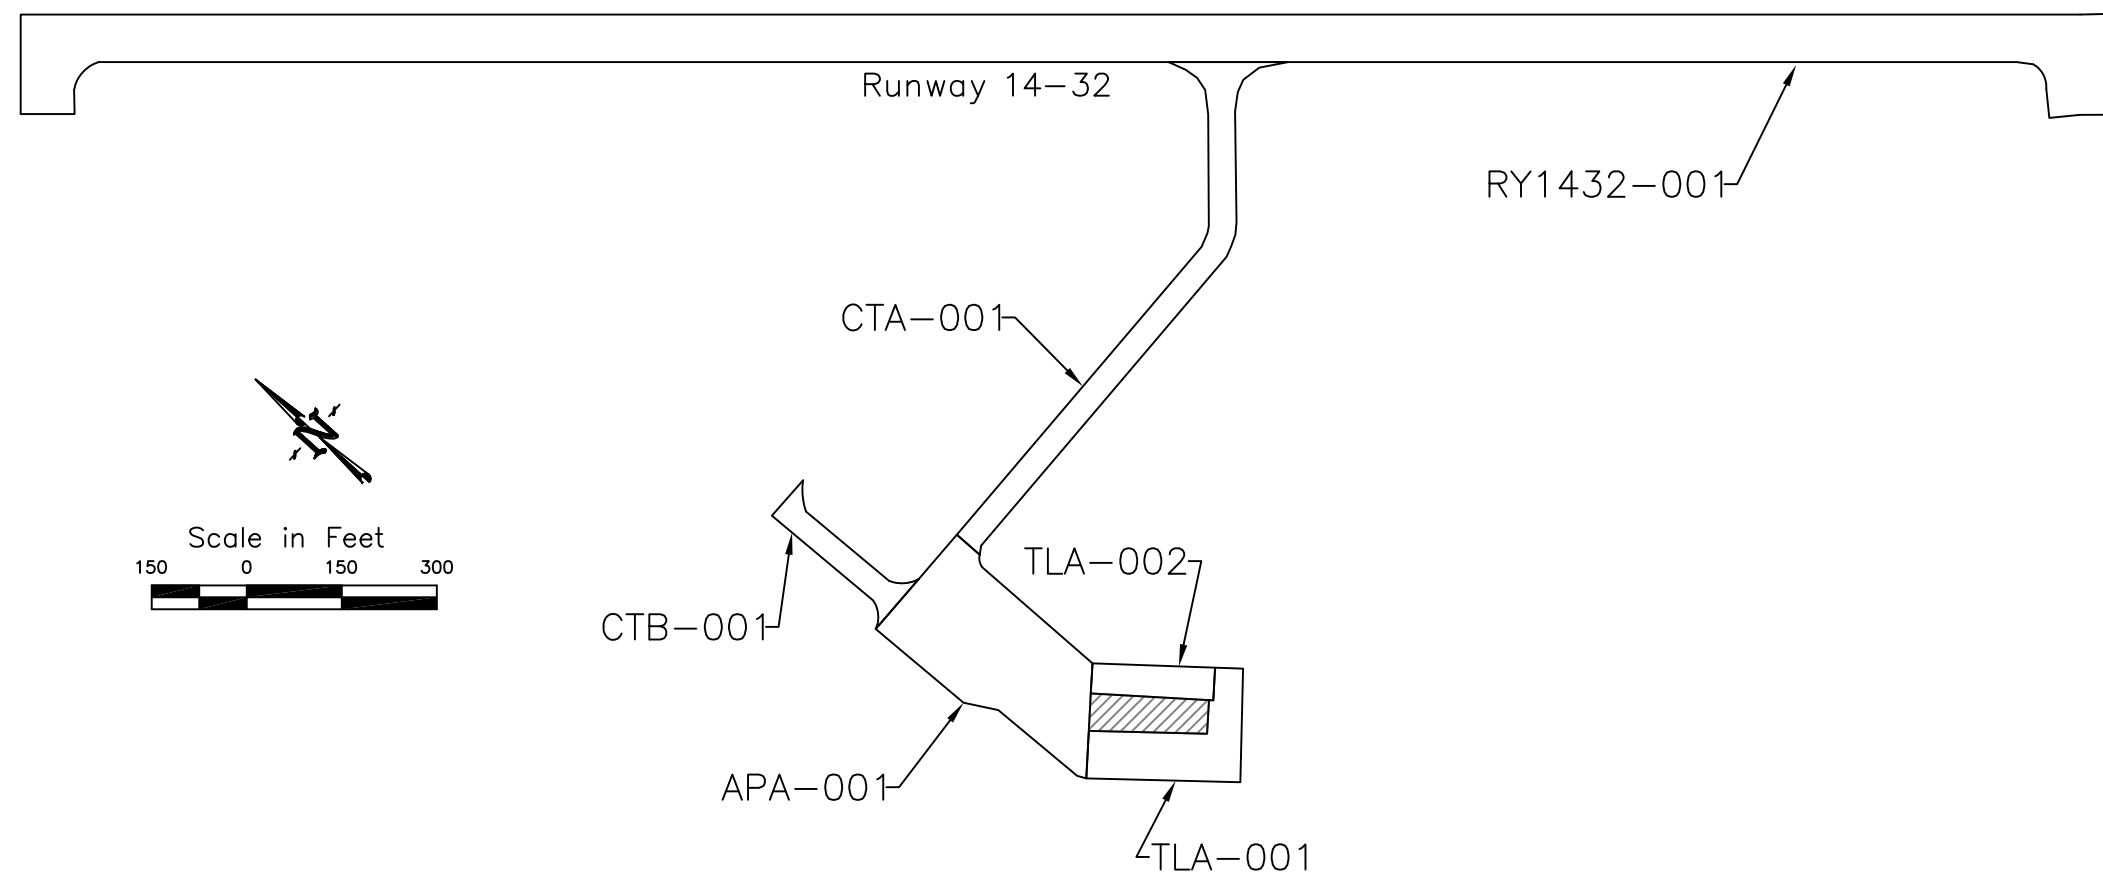 Runway 14-32
RY1432-001
CTA-001
N
Scale in Feet
150 0 150 300
TLA-002
CTB-001
APA-001
TLA-001